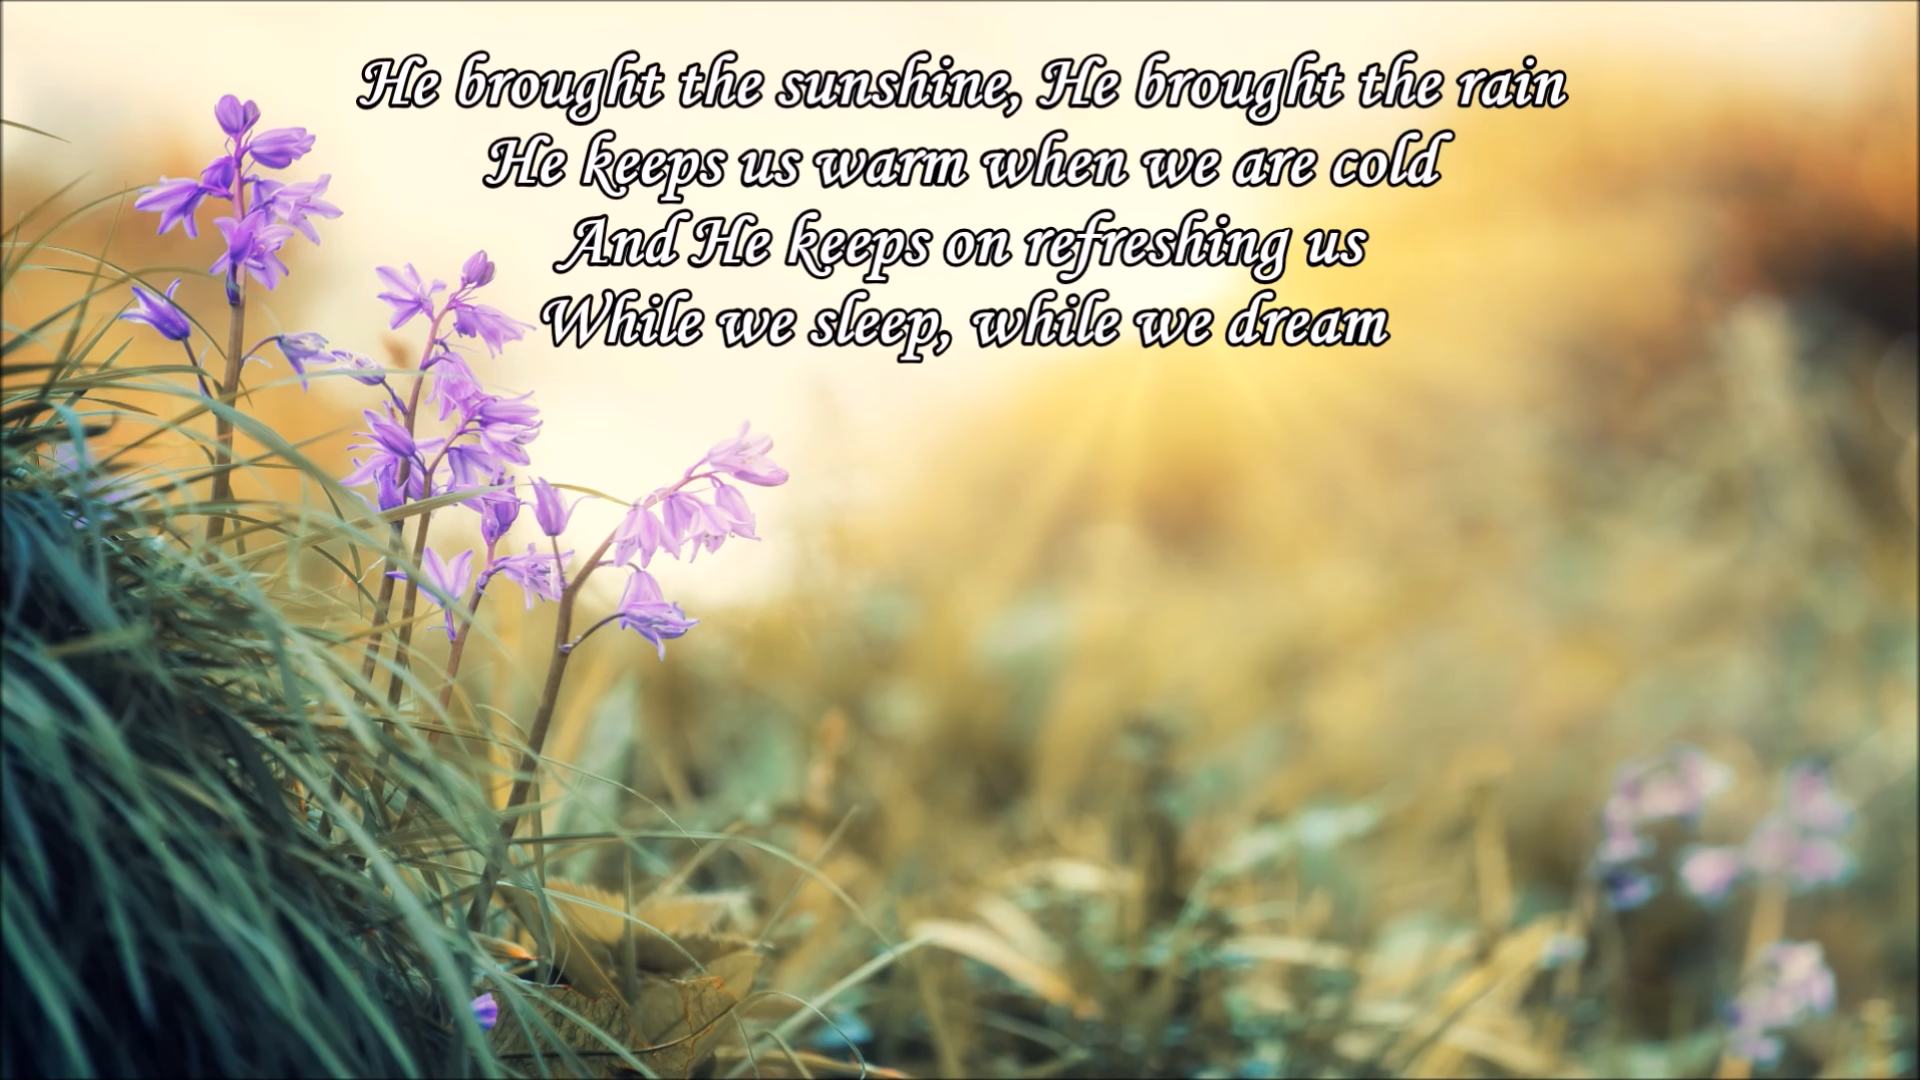 He brought the sunshine, He brought the rain
He keeps us warm when we are cold
And He keeps on refreshing us
While we sleep, while we dream